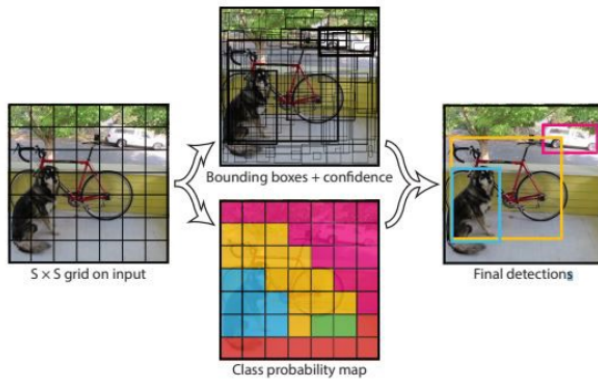 Bounding boxes + confidence
S × S grid on input
Final detections
Class probability map